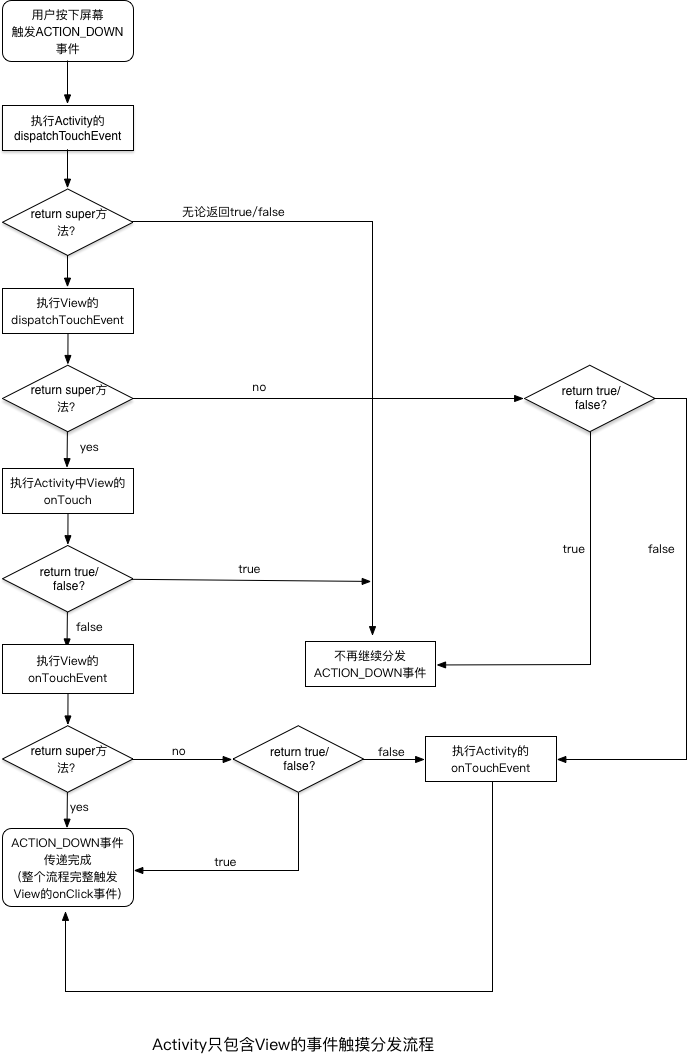 用户按下屏幕
触发ACTION_DOWN
事件
执行Activity的
dispatchTouchEvent
return super方
法?
无论返回true/false
执行View的
dispatchTouchEvent
return super方
法?
no
return true/
false?
yes
执行Activity中View的
onTouch
true
false
return true/
false?
true
false
执行View的
onTouchEvent
不再继续分发
ACTION_DOWN事件
return super方
法?
no
return true/
false?
false
执行Activity的
onTouchEvent
yes
ACTION_DOWN事件
传递完成
(整个流程完整触发
View的onClick事件)
true
Activity只包含View的事件触摸分发流程